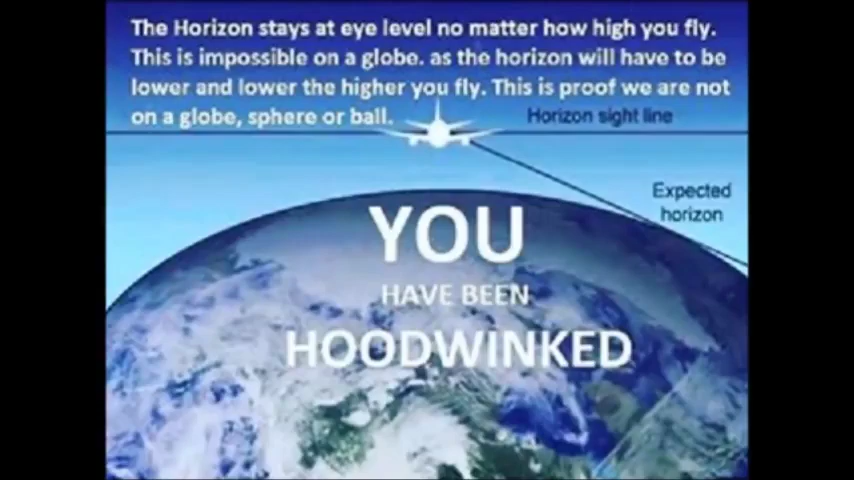 The Horizon stays at eye level no matter how high you fly.
This is impossible on a globe. as the horizon will have to be
lower and lower the higher you fly. This is proof we are not
on a globe, sphere or ball.
Horizon sight line
Expected
horizon
YOU
HAVE BEEN
HOODWINKED